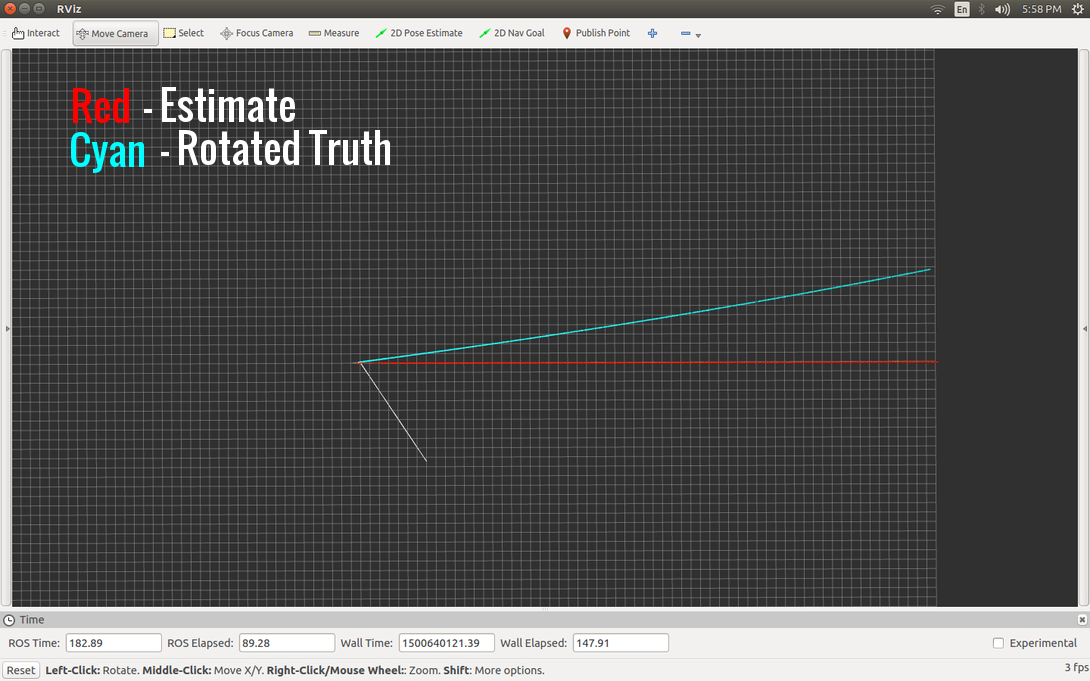 RViz
En
5:58 PM
Interact
Move Camera
Select
Focus Camera
Measure
2D Pose Estimate
2D Nav Goal
Publish Point
Red - Estimate
Cyan - Rotated Truth
Time
ROS Time: 182.89 ROS Elapsed: 89.28 Wall Time: 1500640121.39 Wall Elapsed: 147.91 Experimental
Reset Left-Click: Rotate. Middle-Click: Move X/Y. Right-Click/Mouse Wheel:: Zoom. Shift: More options. 3 fps